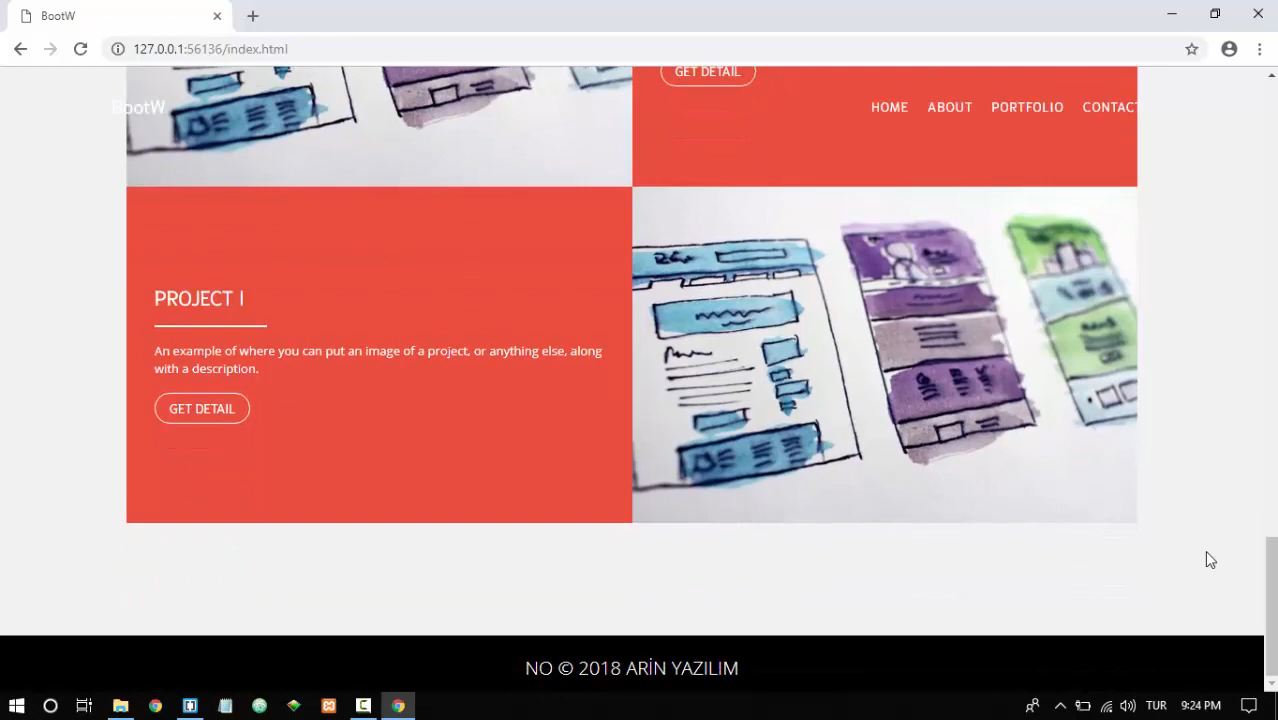 BootW
127.0.0.1:56136/index.html
GET DETAIL
BootW
HOME ABOUT PORTFOLIO CONTACT
PROJECT I
An example of where you can put an image of a project, or anything else, along
with a description.
GET DETAIL
NO © 2018 ARİN YAZILIM
TUR 9:24 PM